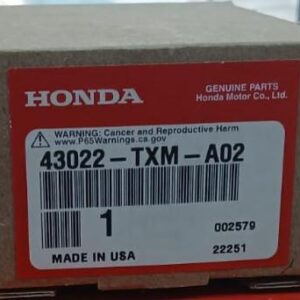 HONDA
GENUINE PARTS
Honda Motor Co., Ltd.
WARNING: Cancer and Reproductive Harm
www.P65Warnings.ca.gov
43022-TXM-A02
1
002579
MADE IN USA
22251